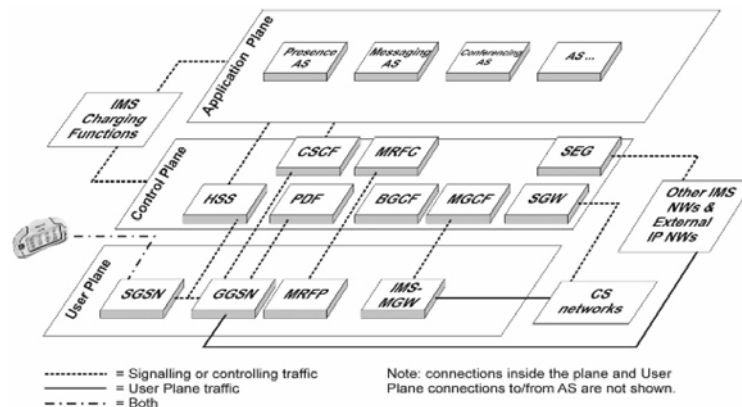 Application Plane
Presence
AS
Messaging
AS
Conferencing
AS
AS...
IMS
Charging
Functions
Control Plane
CSCF
MRFC
SEG
HSS
PDF
BGCF
MGCF
SGW
Other IMS
NWs &
External
IP NWs
User Plane
SGSN
GGSN
MRFP
IMS-
MGW
CS
networks
= Signalling or controlling traffic
= User Plane traffic
= Both
Note: connections inside the plane and User
Plane connections to/from AS are not shown.